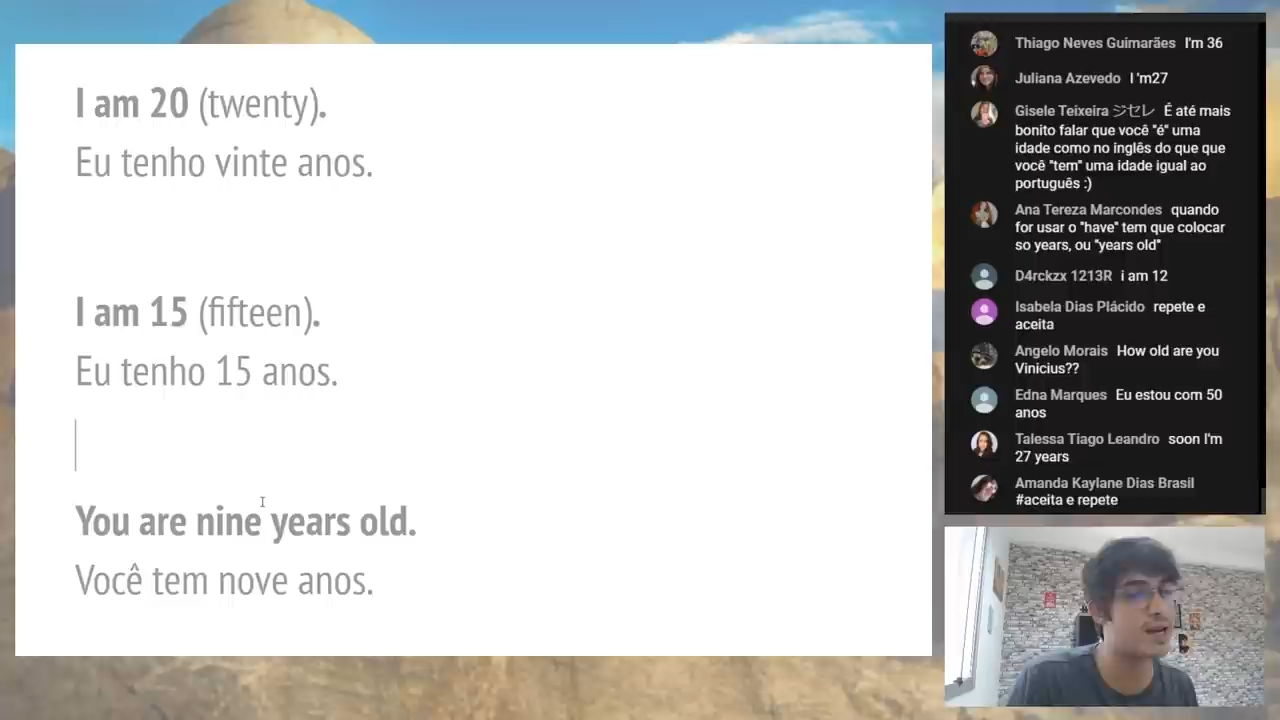 I am 20 (twenty).
Eu tenho vinte anos.
I am 15 (fifteen).
Eu tenho 15 anos.
You are nine years old.
Você tem nove anos.
Thiago Neves Guimarães I'm 36
Juliana Azevedo I 'm27
Gisele Teixeira ジセレ É até mais
bonito falar que você "é" uma
idade como no inglês do que que
você "tem" uma idade igual ao
português :)
Ana Tereza Marcondes quando
for usar o "have" tem que colocar
so years, ou "years old"
D4rckzx 1213R i am 12
Isabela Dias Plácido repete e
aceita
Angelo Morais How old are you
Vinicius??
Edna Marques Eu estou com 50
anos
Talessa Tiago Leandro soon I'm
27 years
Amanda Kaylane Dias Brasil
#aceita e repete